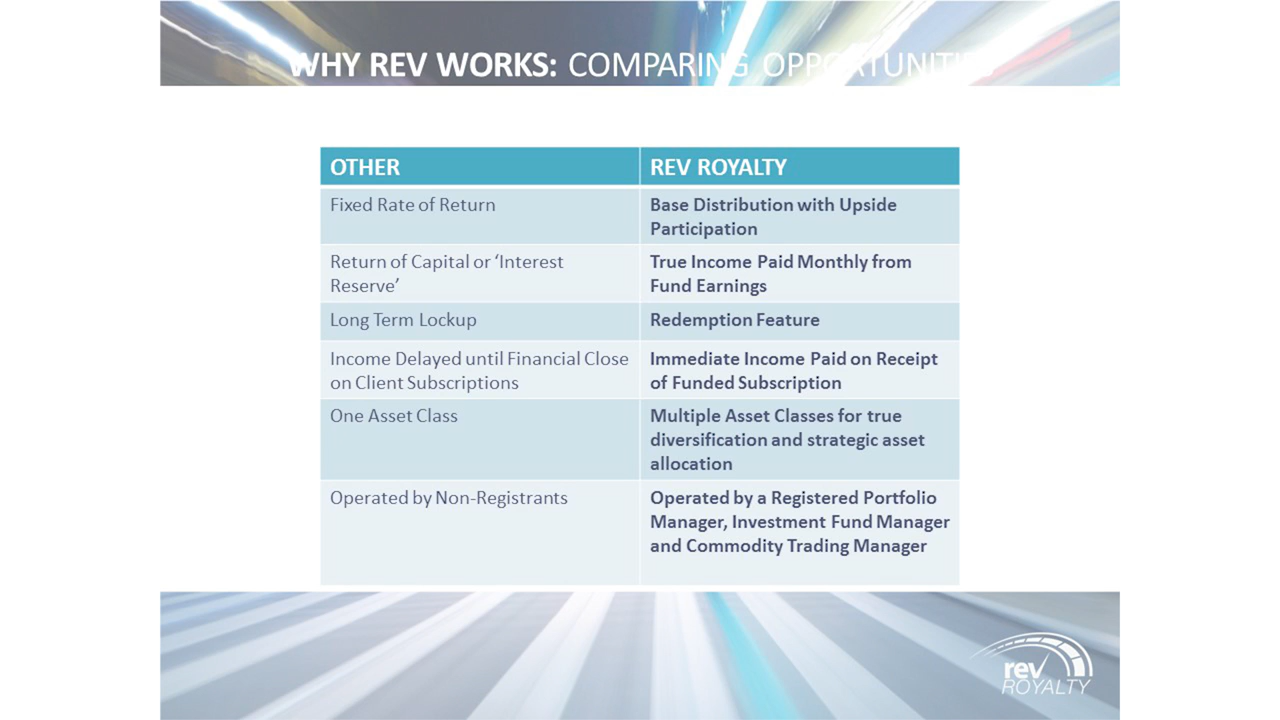 WHY REV WORKS: COMPARING OPPORTUNITIES
OTHER
REV ROYALTY
Fixed Rate of Return
Base Distribution with Upside
Participation
Return of Capital or ‘Interest
Reserve’
True Income Paid Monthly from
Fund Earnings
Long Term Lockup
Redemption Feature
Income Delayed until Financial Close
on Client Subscriptions
Immediate Income Paid on Receipt
of Funded Subscription
One Asset Class
Multiple Asset Classes for true
diversification and strategic asset
allocation
Operated by Non-Registrants
Operated by a Registered Portfolio
Manager, Investment Fund Manager
and Commodity Trading Manager
rev
ROYALTY